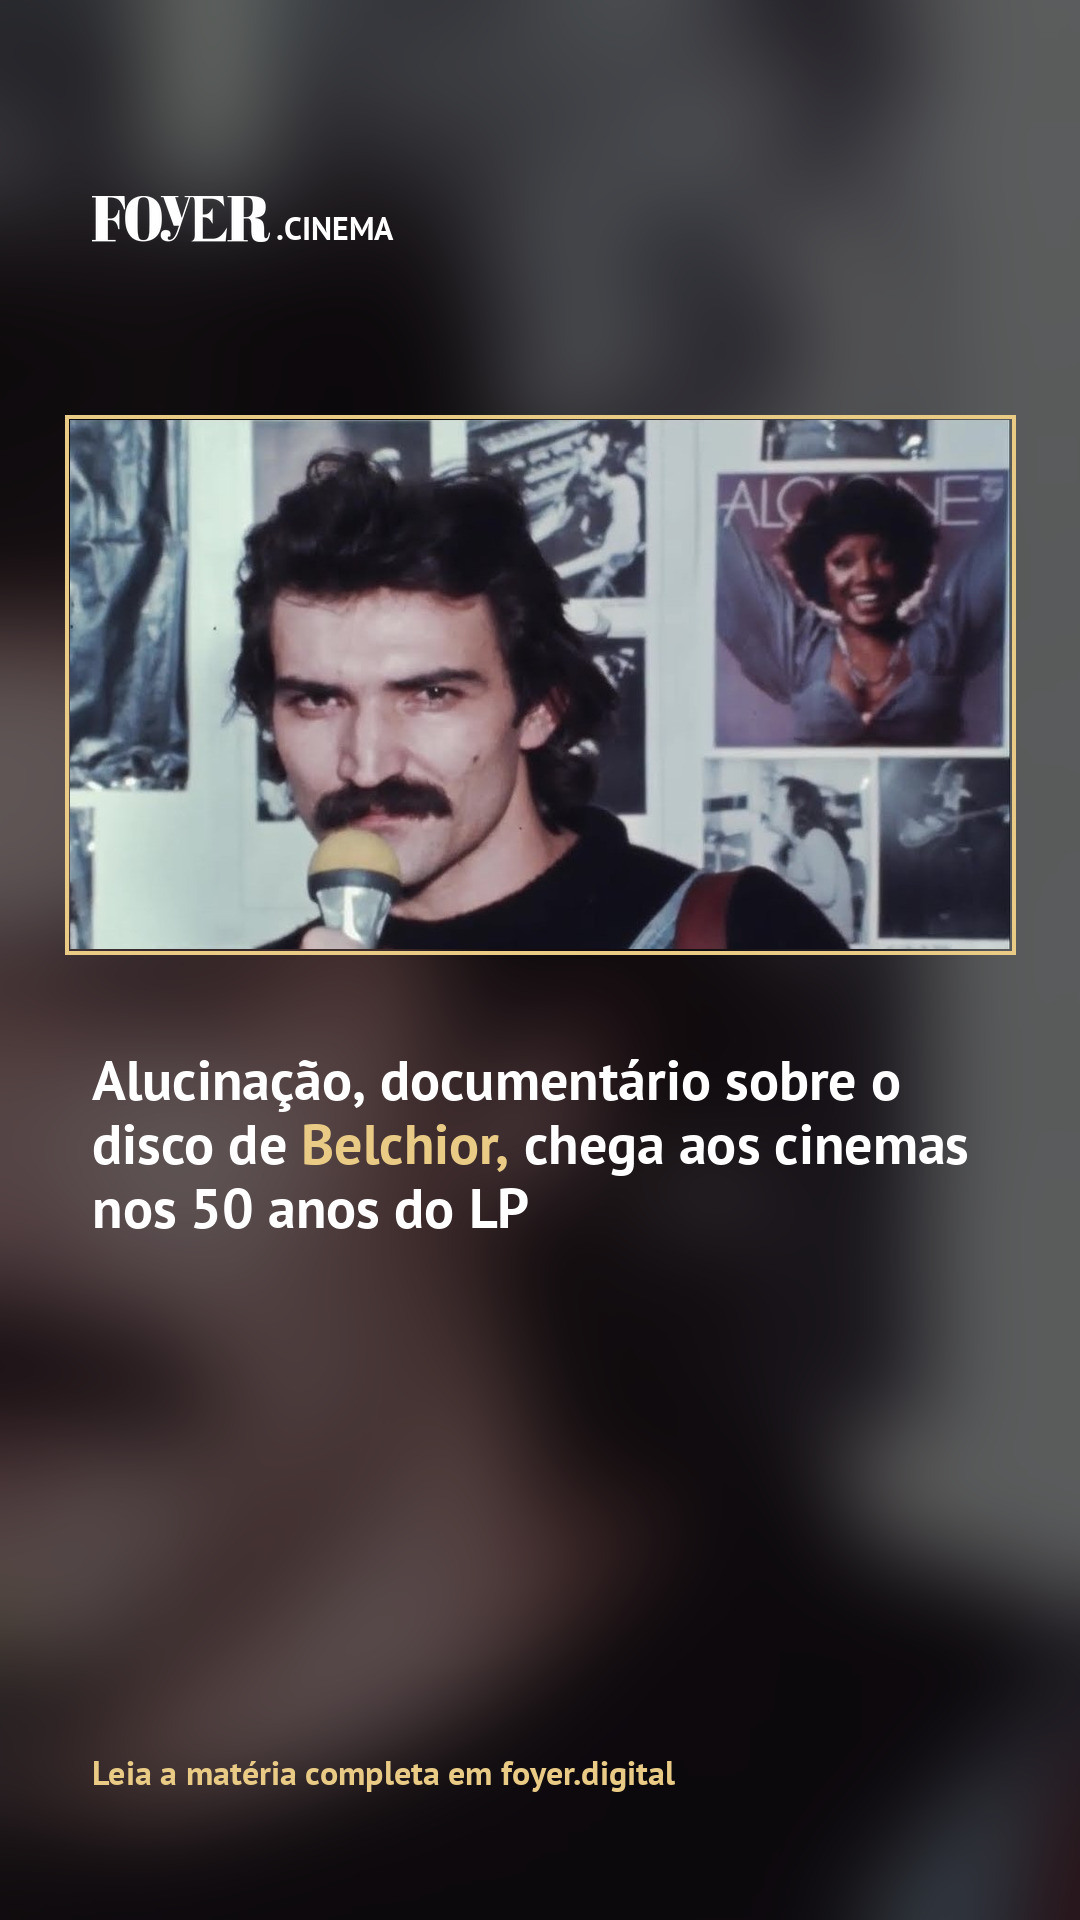 FOYER .CINEMA
ALCIONE
Alucinação, documentário sobre o
disco de Belchior, chega aos cinemas
nos 50 anos do LP
Leia a matéria completa em foyer.digital